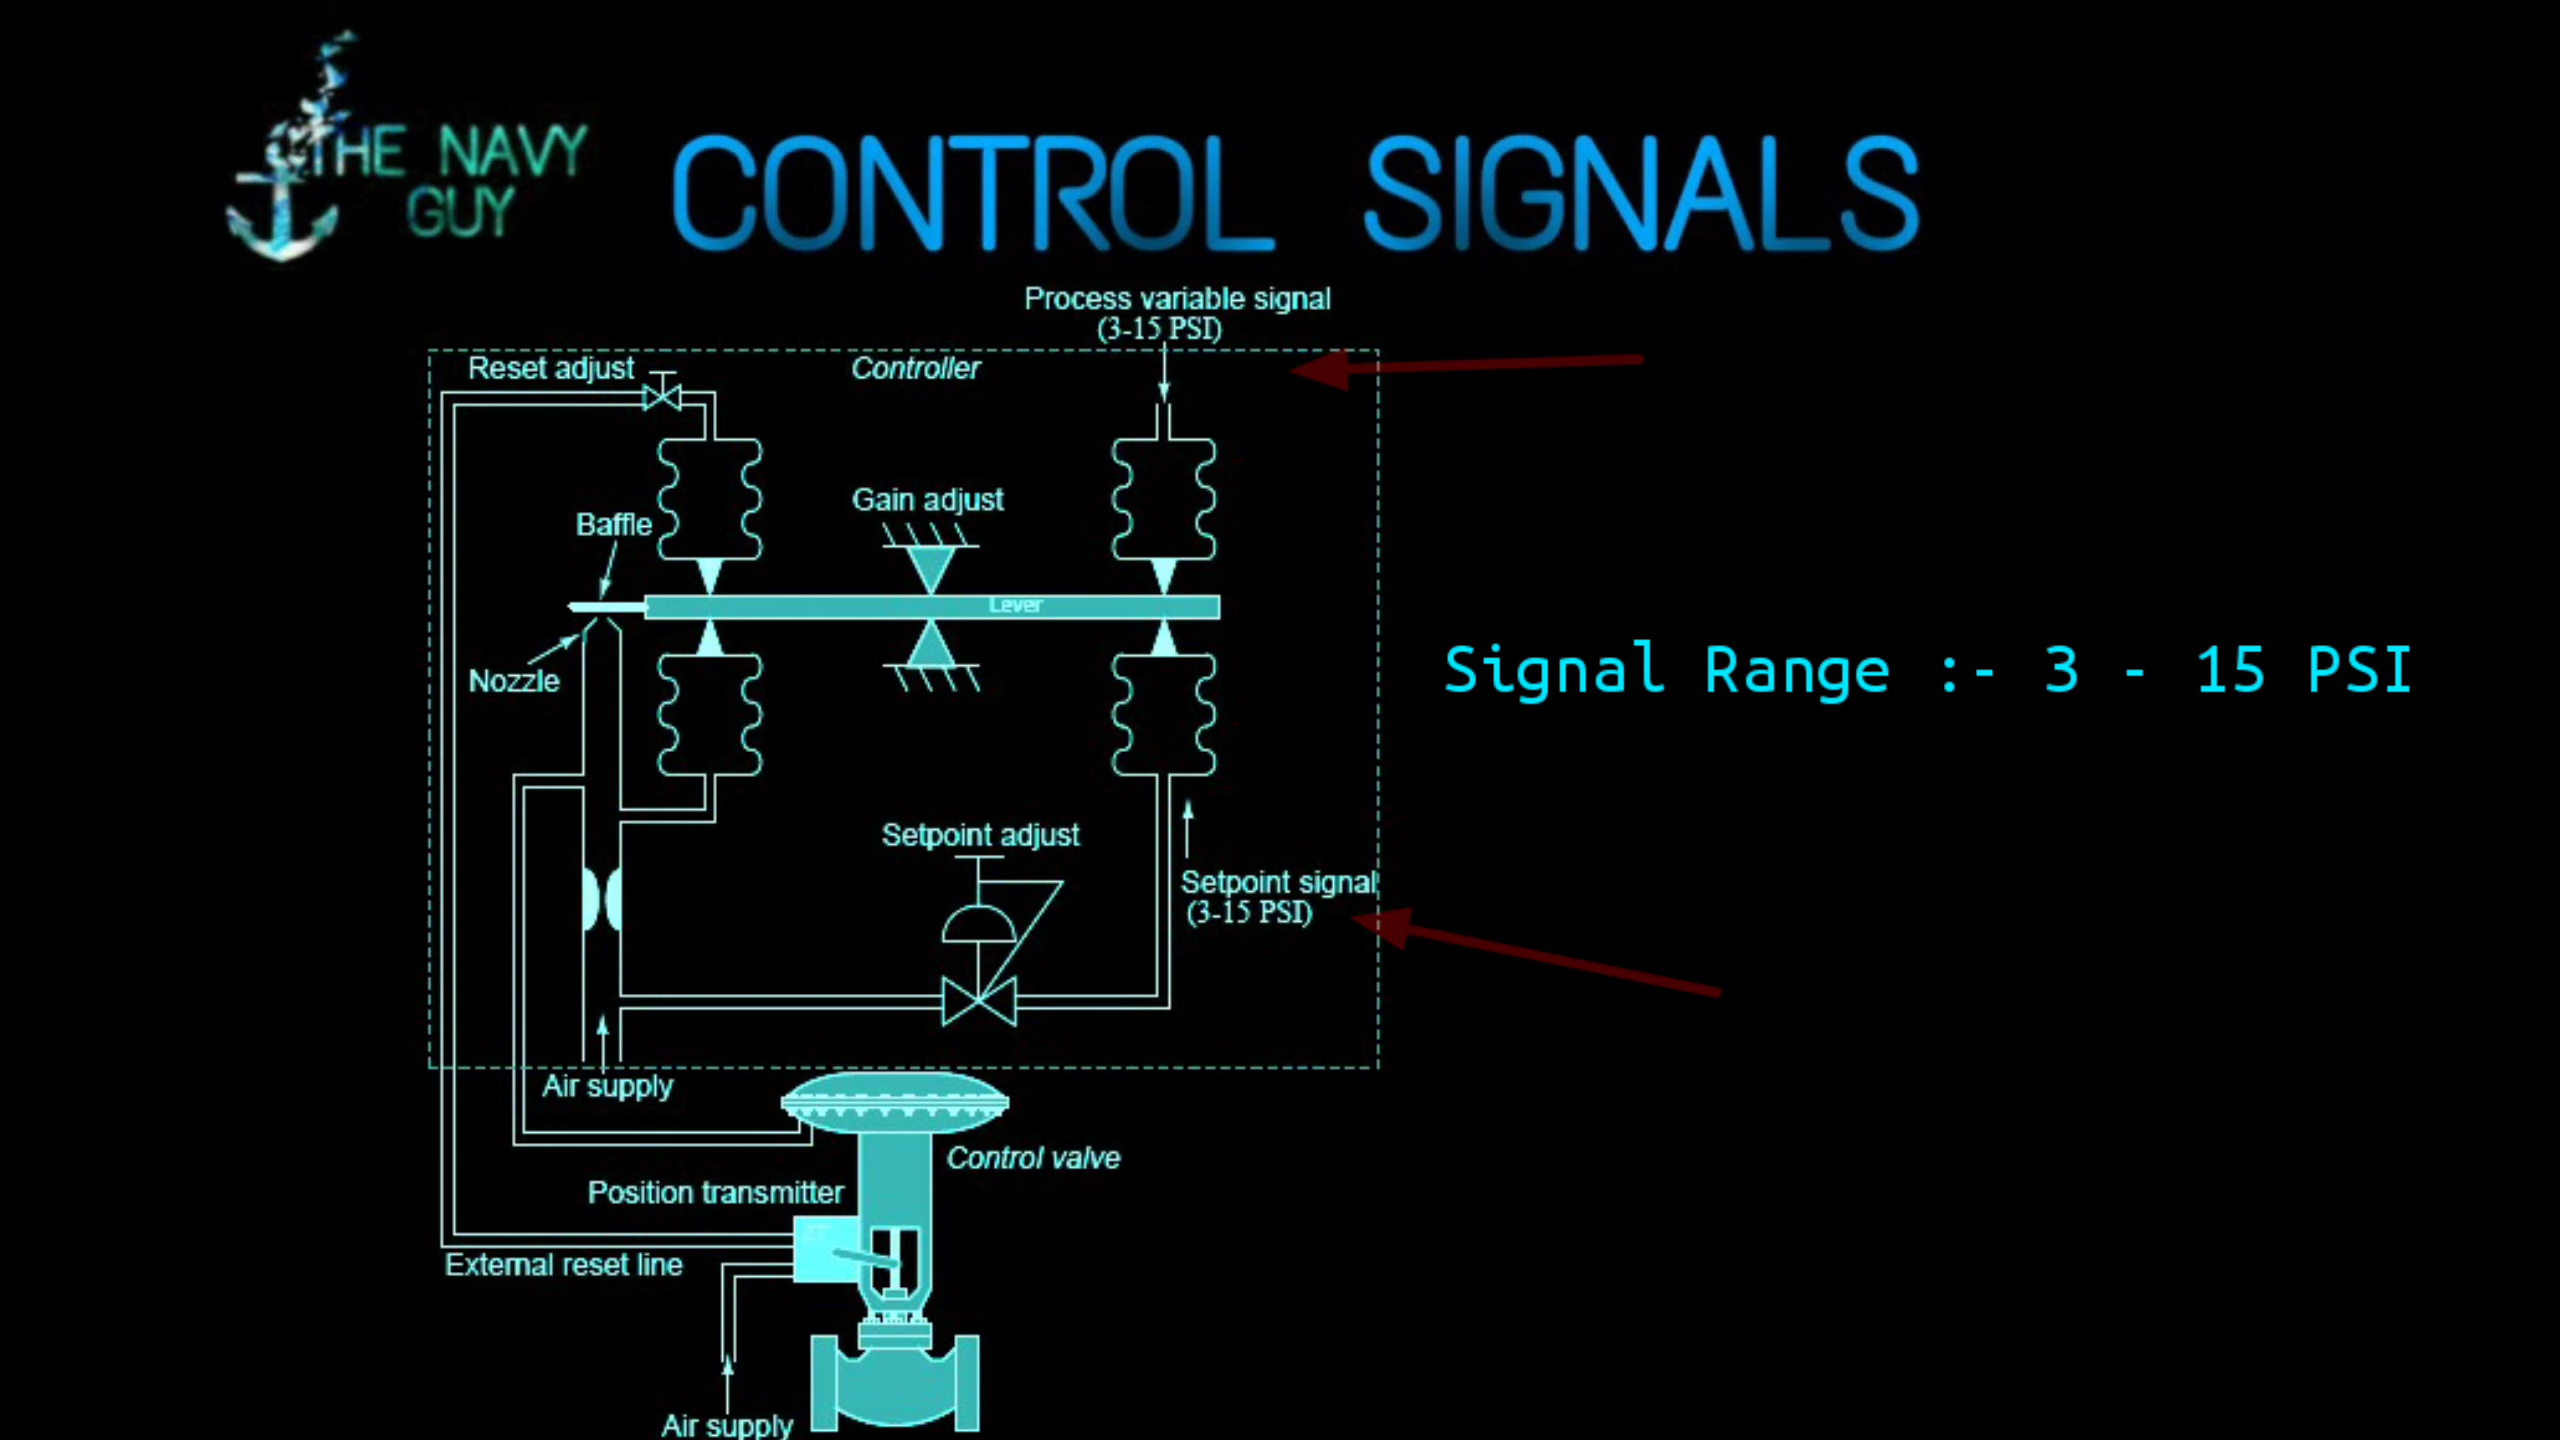 THE NAVY
GUY
CONTROL SIGNALS
Process variable signal
(3-15 PSI)
Reset adjust
Controller
Gain adjust
Baffle
Lever
Nozzle
Signal Range :- 3 - 15 PSI
Setpoint adjust
Setpoint signal
(3-15 PSI)
Air supply
Control valve
Position transmitter
External reset line
Air supply